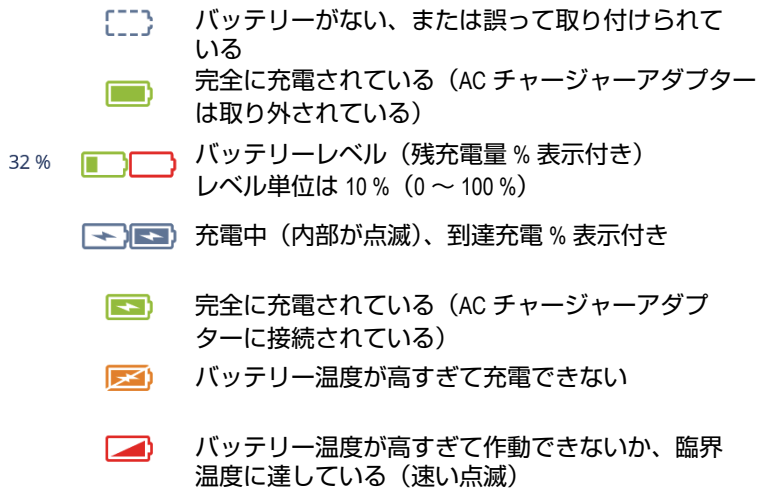 バッテリーがない、または誤って取り付けられて
いる
完全に充電されている（AC チャージャーアダプター
は取り外されている）
32 %
バッテリーレベル（残充電量 % 表示付き）
レベル単位は 10 %（0 ～ 100 %）
充電中（内部が点滅）、到達充電 % 表示付き
完全に充電されている（AC チャージャーアダプ
ターに接続されている）
バッテリー温度が高すぎて充電できない
バッテリー温度が高すぎて作動できないか、臨界
温度に達している（速い点滅）